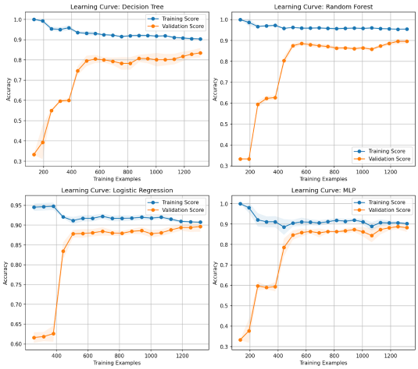 Learning Curve: Decision Tree
Training Score
Validation Score
1.0
0.9
0.8
0.7
0.6
0.5
0.4
0.3
Accuracy
200
400
600
800
1000
1200
Training Examples
Learning Curve: Random Forest
1.0
0.9
0.8
0.7
0.6
0.5
0.4
0.3
Accuracy
Training Score
Validation Score
200
400
600
800
1000
1200
Training Examples
Learning Curve: Logistic Regression
Training Score
Validation Score
0.95
0.90
0.85
0.80
0.75
0.70
0.65
0.60
Accuracy
400
600
800
1000
1200
Training Examples
Learning Curve: MLP
Training Score
Validation Score
1.0
0.9
0.8
0.7
0.6
0.5
0.4
0.3
Accuracy
200
400
600
800
1000
1200
Training Examples